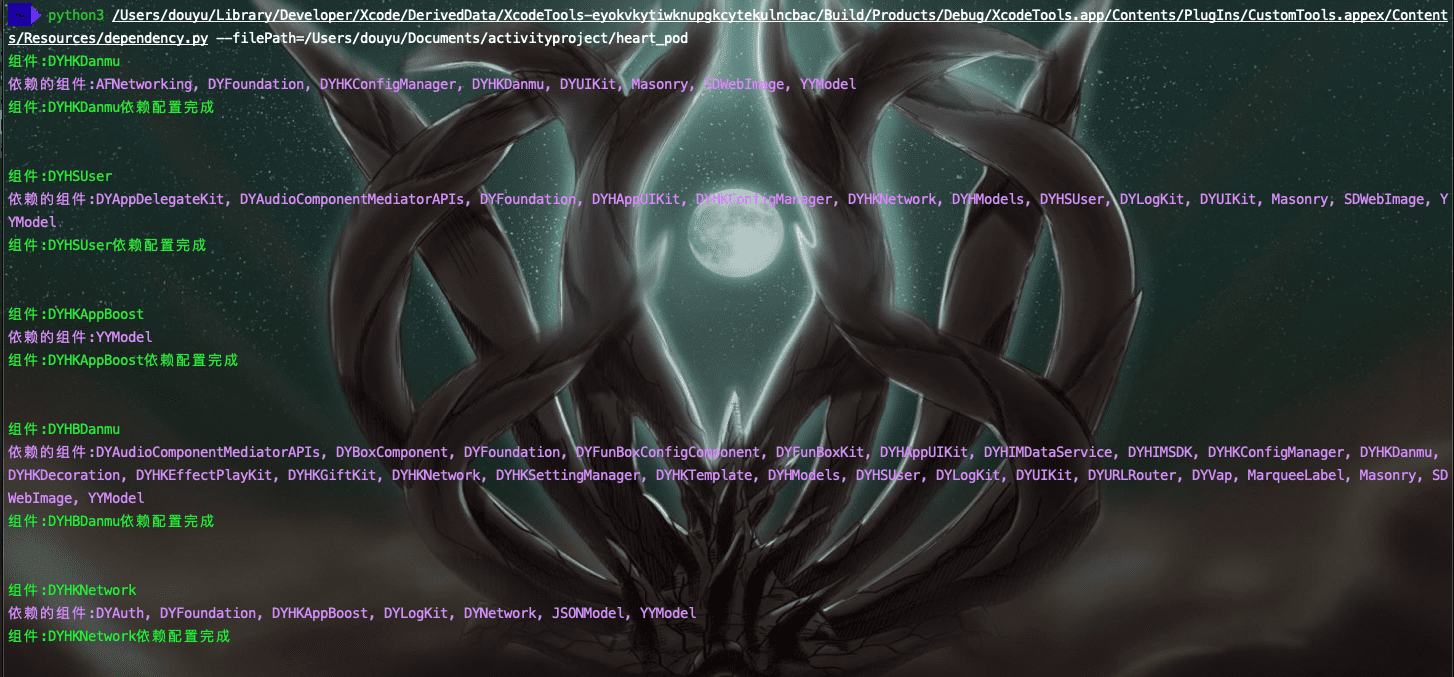 python3 /Users/douyu/Library/Developer/Xcode/DerivedData/XcodeTools-eyokvkytiwknupgkcytekulncbac/Build/Products/Debug/XcodeTools.app/Contents/PlugIns/CustomTools.appex/Content
s/Resources/dependency.py --filePath=/Users/douyu/Documents/activityproject/heart_pod
组件:DYHKDanmu
依赖的组件:AFNetworking, DYFoundation, DYHKConfigManager, DYHKDanmu, DYUIKit, Masonry, SDWebImage, YYModel
组件:DYHKDanmu依赖配置完成
组件:DYHSUser
依赖的组件:DYAppDelegateKit, DYAudioComponentMediatorAPIs, DYFoundation, DYHAppUIKit, DYHKConfigManager, DYHKNetwork, DYHModels, DYHSUser, DYLogKit, DYUIKit, Masonry, SDWebImage, Y
YModel
组件:DYHSUser依赖配置完成
组件:DYHKAppBoost
依赖的组件:YYModel
组件:DYHKAppBoost依赖配置完成
组件:DYHBDanmu
依赖的组件:DYAudioComponentMediatorAPIs, DYBoxComponent, DYFoundation, DYFunBoxConfigComponent, DYFunBoxKit, DYHAppUIKit, DYHIMDataService, DYHIMSDK, DYHKConfigManager, DYHKDanmu,
DYHKDecoration, DYHKEffectPlayKit, DYHKGiftKit, DYHKNetwork, DYHKSettingManager, DYHKTemplate, DYHModels, DYHSUser, DYLogKit, DYUIKit, DYURLRouter, DYVap, MarqueeLabel, Masonry, SD
WebImage, YYModel
组件:DYHBDanmu依赖配置完成
组件:DYHKNetwork
依赖的组件:DYAuth, DYFoundation, DYHKAppBoost, DYLogKit, DYNetwork, JSONModel, YYModel
组件:DYHKNetwork依赖配置完成